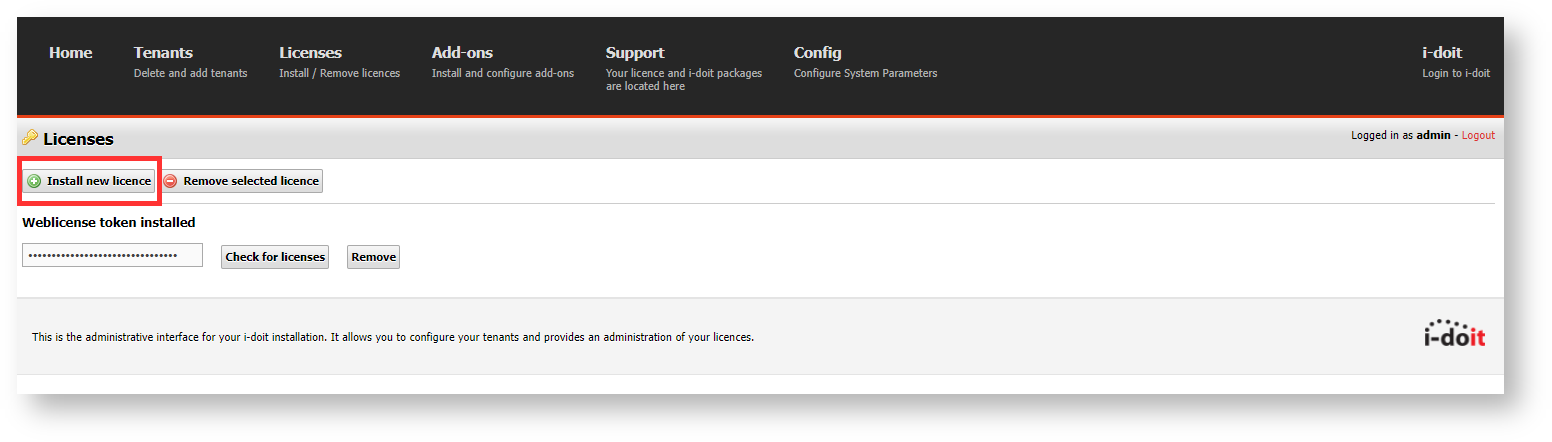 Home Tenants Licenses Add-ons Support Config i-doit
Delete and add tenants Install / Remove licences Install and configure add-ons Your licence and i-doit packages Configure System Parameters Login to i-doit
are located here
Licenses Logged in as admin - Logout
Install new licence Remove selected licence
Weblicense token installed
Check for licenses Remove
This is the administrative interface for your i-doit installation. It allows you to configure your tenants and provides an administration of your licences.
i-doit